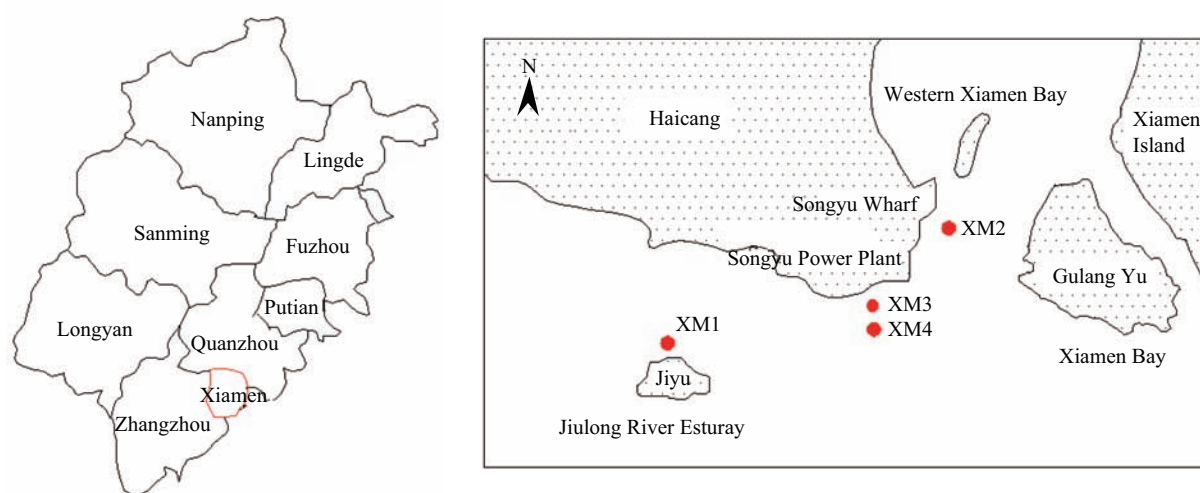 Nanping
Lingde
Sanming
Fuzhou
Putian
Longyan
Quanzhou
Xiamen
Zhangzhou
N
Western Xiamen Bay
Haicang
Xiamen
Island
Songyu Wharf
XM2
Songyu Power Plant
Gulang Yu
XM3
XM1
XM4
Xiamen Bay
Jiyu
Jiulong River Esturay